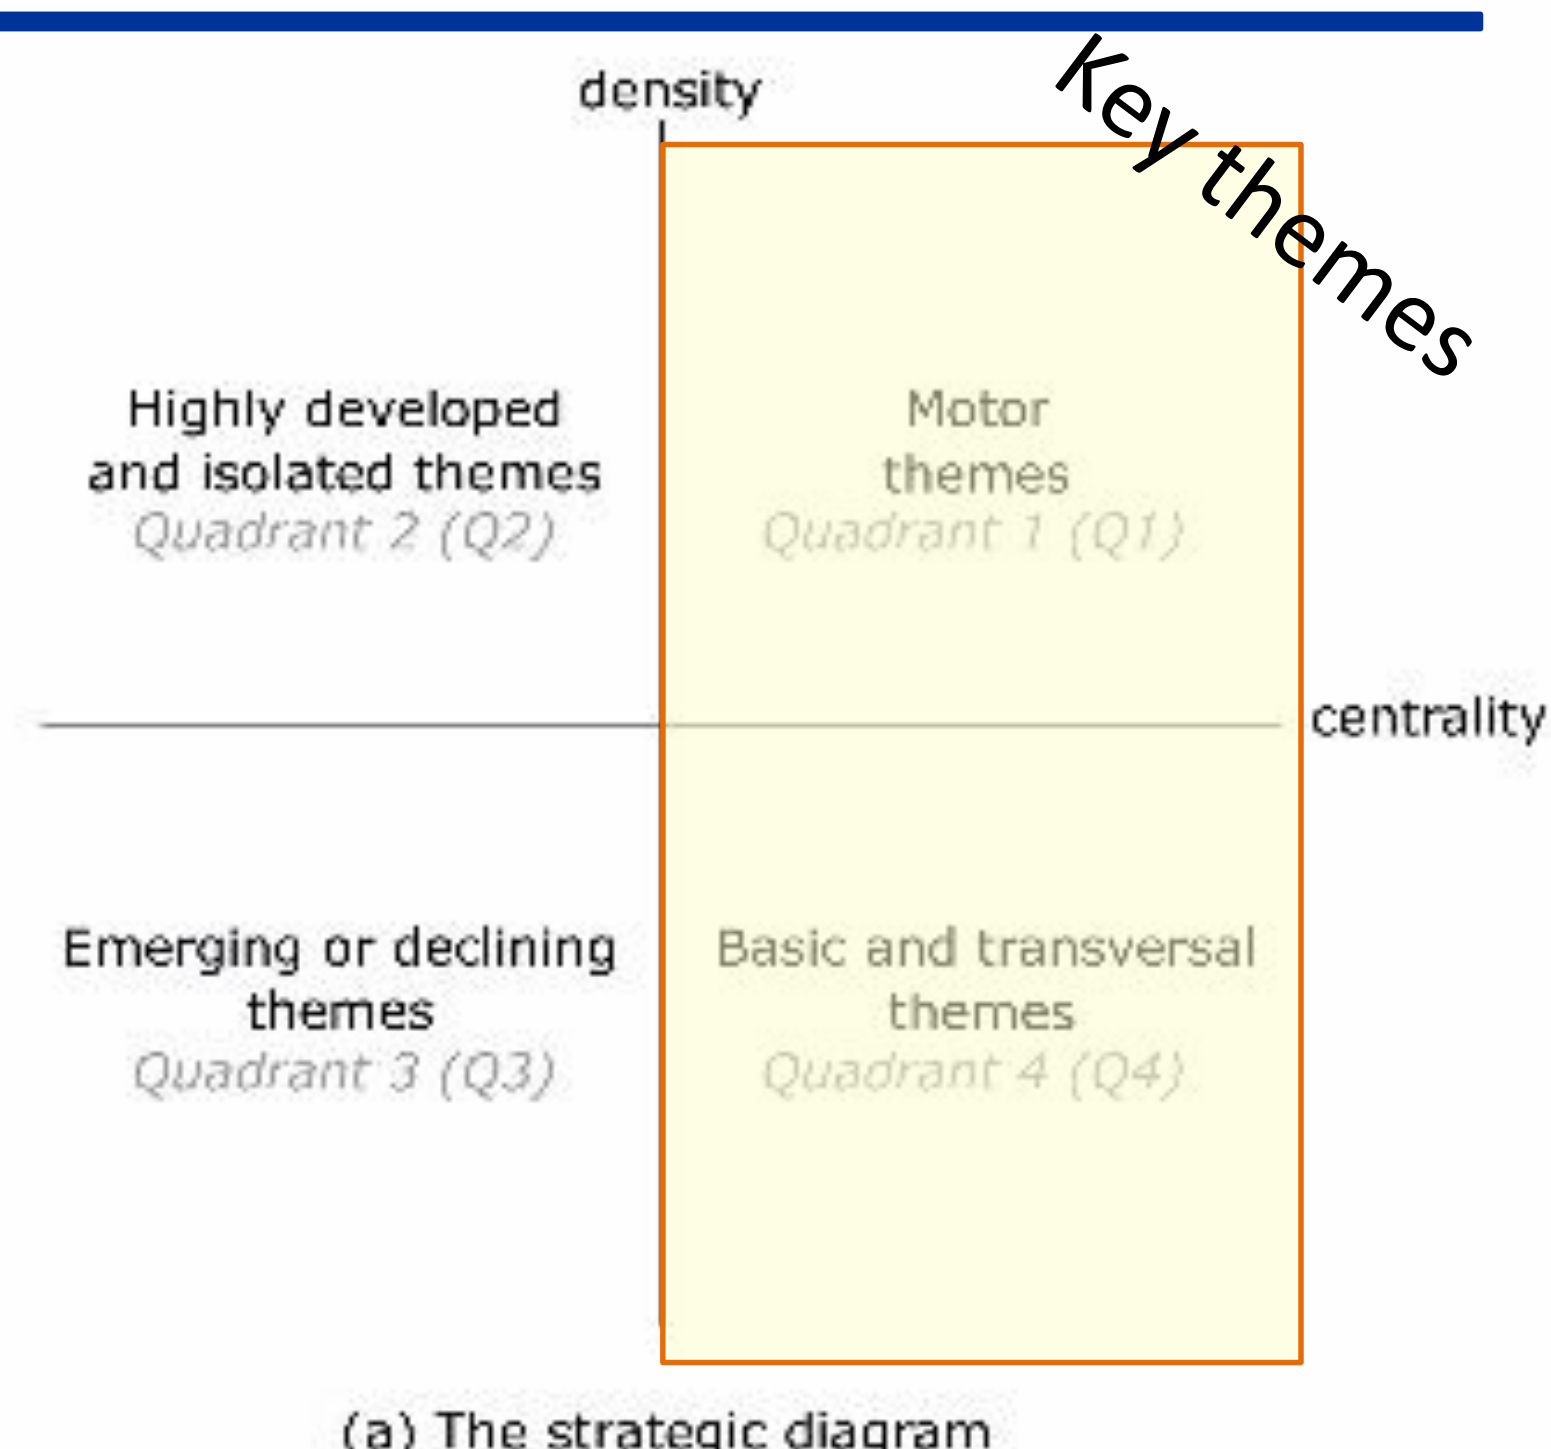 density
Key themes
Highly developed
and isolated themes
Quadrant 2 (Q2)
Motor
themes
Quadrant 1 (Q1)
centrality
Emerging or declining
themes
Quadrant 3 (Q3)
Basic and transversal
themes
Quadrant 4 (Q4)
(a) The strategic diagram